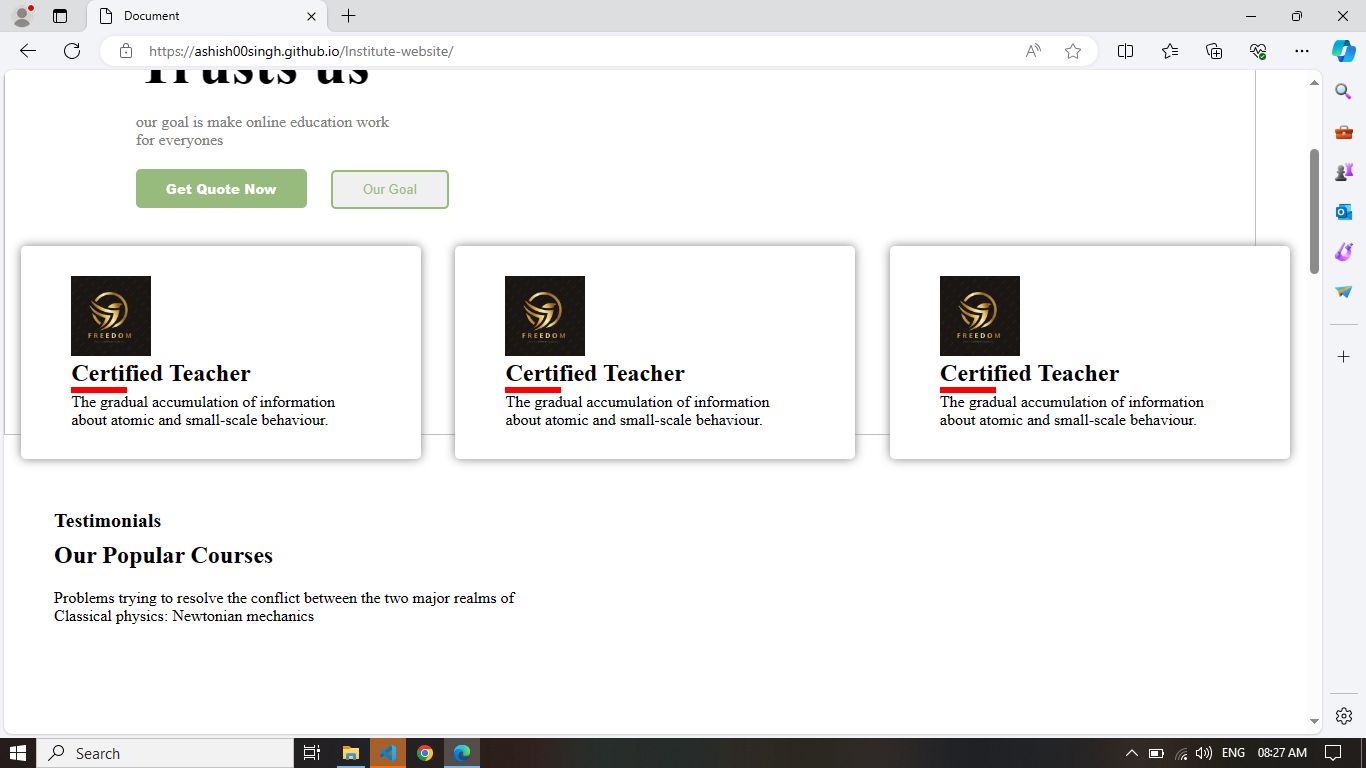 Document
https://ashish00singh.github.io/Institute-website/
Trusts us
our goal is make online education work
for everyones
Get Quote Now
Our Goal
FREEDOM
Certified Teacher
The gradual accumulation of information
about atomic and small-scale behaviour.
FREEDOM
Certified Teacher
The gradual accumulation of information
about atomic and small-scale behaviour.
FREEDOM
Certified Teacher
The gradual accumulation of information
about atomic and small-scale behaviour.
Testimonials
Our Popular Courses
Problems trying to resolve the conflict between the two major realms of
Classical physics: Newtonian mechanics
Search
ENG
08:27 AM